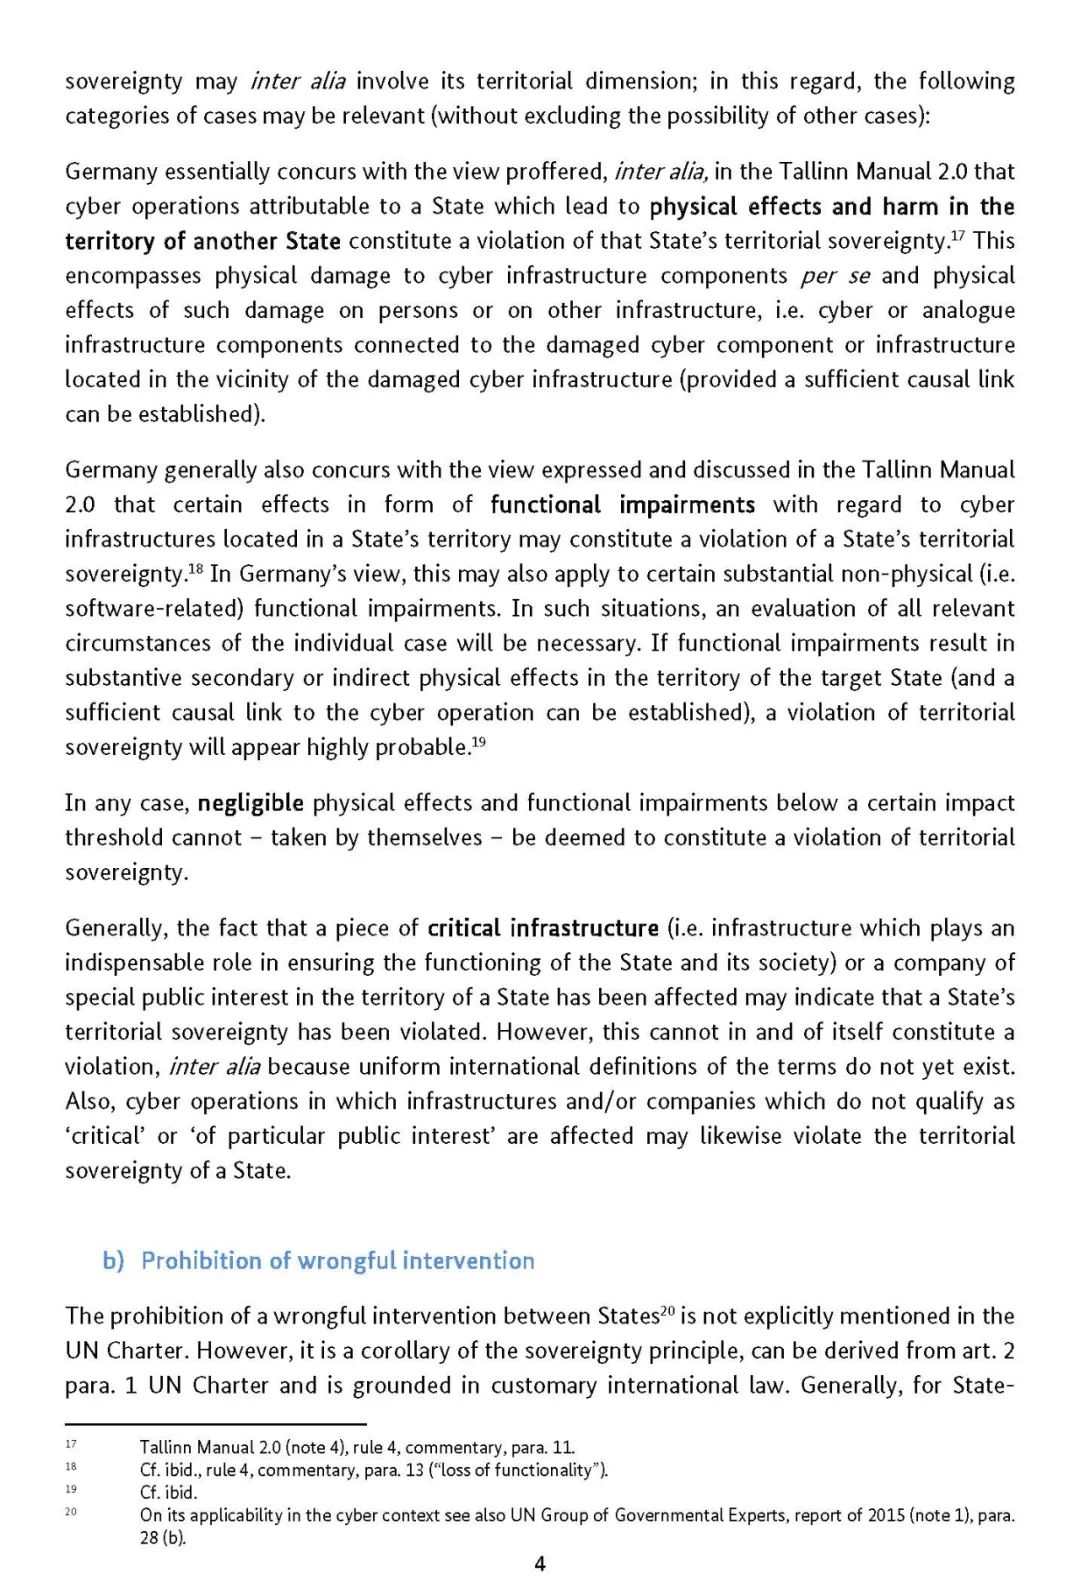 sovereignty may inter alia involve its territorial dimension; in this regard, the following
categories of cases may be relevant (without excluding the possibility of other cases):
Germany essentially concurs with the view proffered, inter alia, in the Tallinn Manual 2.0 that
cyber operations attributable to a State which lead to physical effects and harm in the
territory of another State constitute a violation of that State’s territorial sovereignty.17 This
encompasses physical damage to cyber infrastructure components per se and physical
effects of such damage on persons or on other infrastructure, i.e. cyber or analogue
infrastructure components connected to the damaged cyber component or infrastructure
located in the vicinity of the damaged cyber infrastructure (provided a sufficient causal link
can be established).
Germany generally also concurs with the view expressed and discussed in the Tallinn Manual
2.0 that certain effects in form of functional impairments with regard to cyber
infrastructures located in a State’s territory may constitute a violation of a State’s territorial
sovereignty.18 In Germany’s view, this may also apply to certain substantial non-physical (i.e.
software-related) functional impairments. In such situations, an evaluation of all relevant
circumstances of the individual case will be necessary. If functional impairments result in
substantive secondary or indirect physical effects in the territory of the target State (and a
sufficient causal link to the cyber operation can be established), a violation of territorial
sovereignty will appear highly probable.19
In any case, negligible physical effects and functional impairments below a certain impact
threshold cannot – taken by themselves – be deemed to constitute a violation of territorial
sovereignty.
Generally, the fact that a piece of critical infrastructure (i.e. infrastructure which plays an
indispensable role in ensuring the functioning of the State and its society) or a company of
special public interest in the territory of a State has been affected may indicate that a State’s
territorial sovereignty has been violated. However, this cannot in and of itself constitute a
violation, inter alia because uniform international definitions of the terms do not yet exist.
Also, cyber operations in which infrastructures and/or companies which do not qualify as
‘critical’ or ‘of particular public interest’ are affected may likewise violate the territorial
sovereignty of a State.
b) Prohibition of wrongful intervention
The prohibition of a wrongful intervention between States20 is not explicitly mentioned in the
UN Charter. However, it is a corollary of the sovereignty principle, can be derived from art. 2
para. 1 UN Charter and is grounded in customary international law. Generally, for State-
17 Tallinn Manual 2.0 (note 4), rule 4, commentary, para. 11.
18 Cf. ibid., rule 4, commentary, para. 13 (“loss of functionality”).
19 Cf. ibid.
20 On its applicability in the cyber context see also UN Group of Governmental Experts, report of 2015 (note 1), para.
28 (b).
4